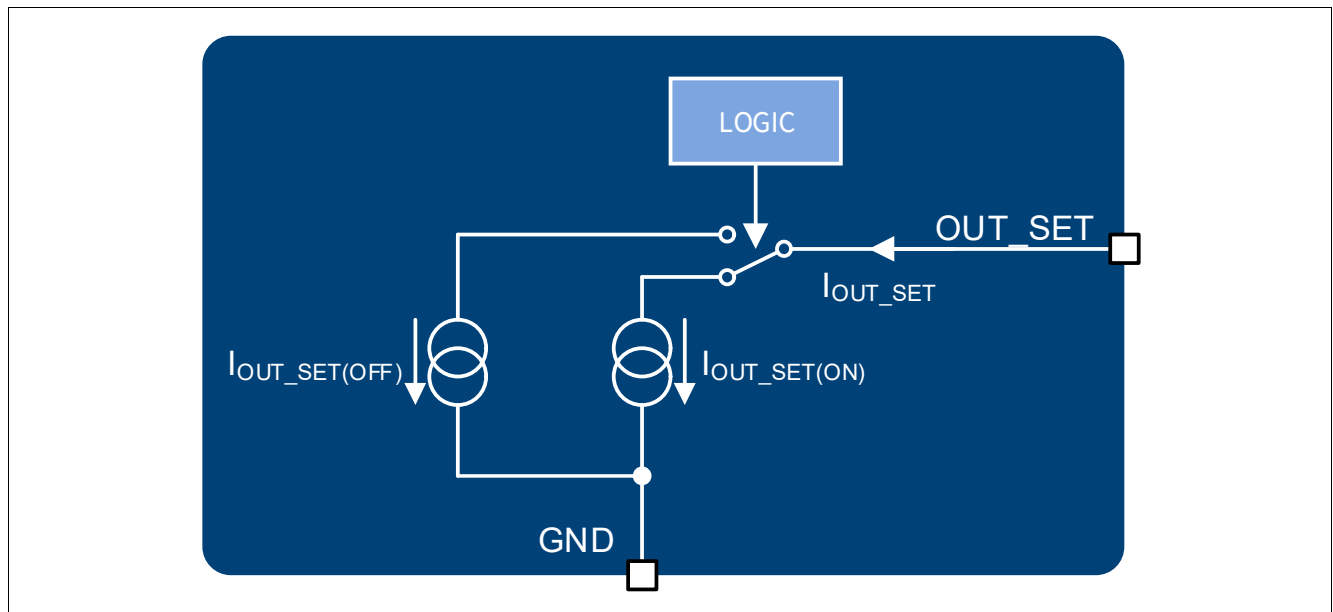 LOGIC
OUT_SET
IOUT_SET
IOUT_SET(OFF)
IOUT_SET(ON)
GND